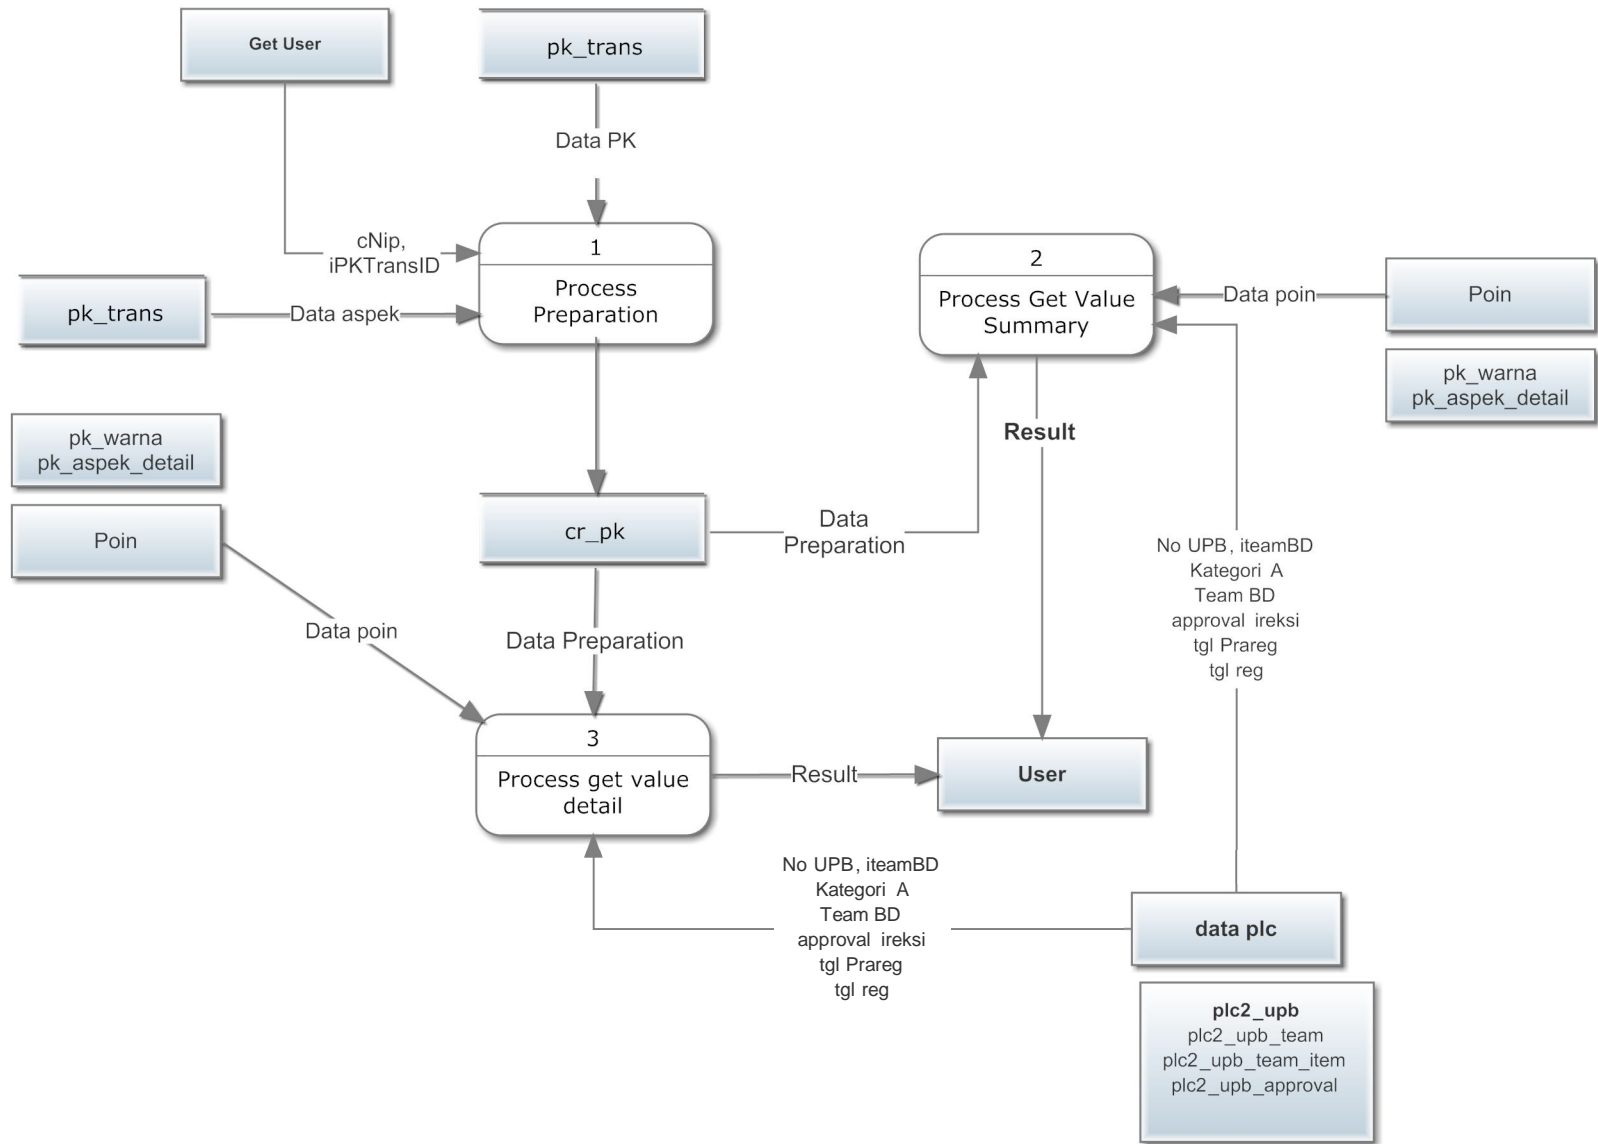 Get User
pk_trans
Data PK
cNip,
iPKTransID
1
Process
Preparation
2
Process Get Value
Summary
Data poin
Poin
pk_trans
Data aspek
pk_warna
pk_aspek_detail
Result
pk_warna
pk_aspek_detail
Poin
cr_pk
Data
Preparation
No UPB, iteamBD
Kategori A
Team BD
approval ireksi
tgl Prareg
tgl reg
Data poin
Data Preparation
3
Process get value
detail
Result
User
No UPB, iteamBD
Kategori A
Team BD
approval ireksi
tgl Prareg
tgl reg
data plc
plc2_upb
plc2_upb_team
plc2_upb_team_item
plc2_upb_approval